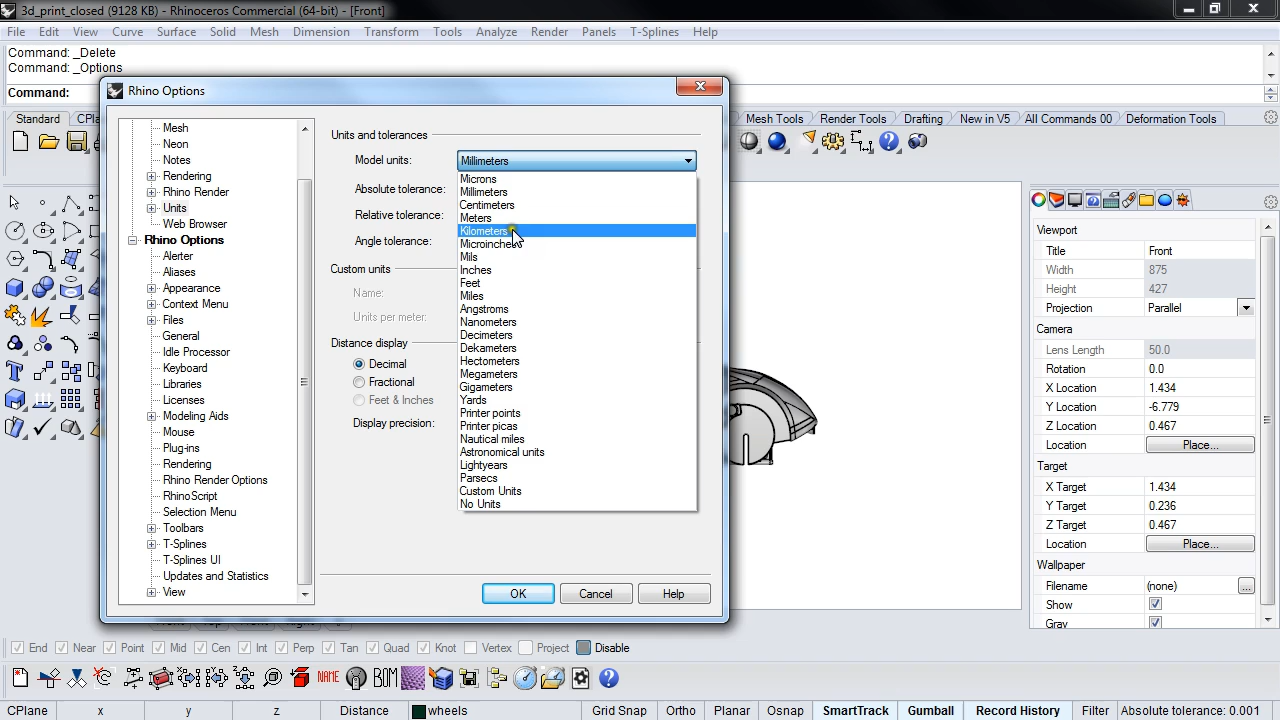 3d_print_closed (9128 KB) - Rhinoceros Commercial (64-bit) - [Front]
File Edit View Curve Surface Solid Mesh Dimension Transform Tools Analyze Render Panels T-Splines Help
Command: _Delete
Command: _Options
Command:
Rhino Options
Standard CPla
Mesh Tools Render Tools Drafting New in V5 All Commands 00 Deformation Tools
Mesh
Neon
Notes
Rendering
Rhino Render
Units
Web Browser
Rhino Options
Alerter
Aliases
Appearance
Context Menu
Files
General
Idle Processor
Keyboard
Libraries
Licenses
Modeling Aids
Mouse
Plug-ins
Rendering
Rhino Render Options
RhinoScript
Selection Menu
Toolbars
T-Splines
T-Splines UI
Updates and Statistics
View
Units and tolerances
Model units: Millimeters
Absolute tolerance:
Relative tolerance:
Angle tolerance:
Custom units
Name:
Units per meter:
Distance display
Decimal
Fractional
Feet & Inches
Display precision:
Microns
Millimeters
Centimeters
Meters
Kilometers
Microinches
Mils
Inches
Feet
Miles
Angstroms
Nanometers
Decimeters
Dekameters
Hectometers
Megameters
Gigameters
Yards
Printer points
Printer picas
Nautical miles
Astronomical units
Lightyears
Parsecs
Custom Units
No Units
OK Cancel Help
Viewport
Title Front
Width 875
Height 427
Projection Parallel
Camera
Lens Length 50.0
Rotation 0.0
X Location 1.434
Y Location -6.779
Z Location 0.467
Location Place...
Target
X Target 1.434
Y Target 0.236
Z Target 0.467
Location Place...
Wallpaper
Filename (none) ...
Show
Gray
End Near Point Mid Cen Int Perp Tan Quad Knot Vertex Project Disable
NAME BOM
CPlane x y z Distance wheels Grid Snap Ortho Planar Osnap SmartTrack Gumball Record History Filter Absolute tolerance: 0.001